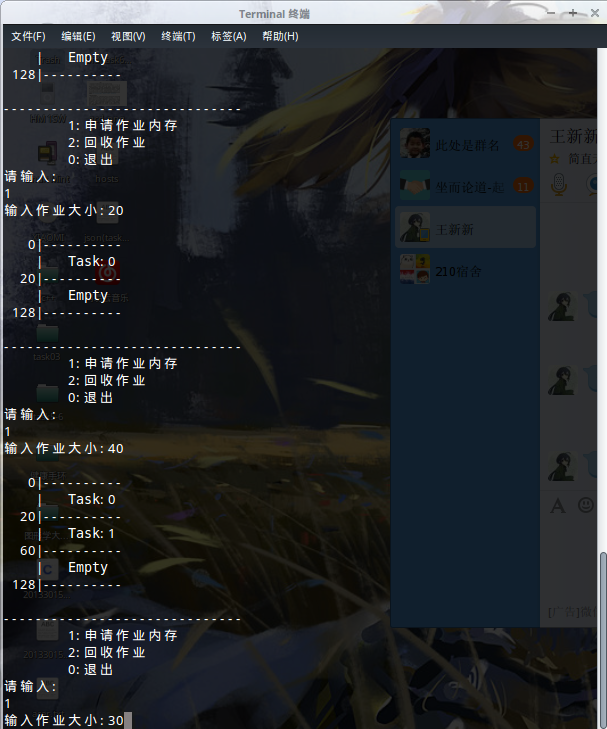 Terminal 终端
文件(F) 编辑(E) 视图(V) 终端(T) 标签(A) 帮助(H)
| Empty
128|----------
------------------------------
1: 申请作业内存
2: 回收作业
0: 退出
请输入:
1
输入作业大小: 20
0|----------
| Task: 0
20|----------
| Empty
128|----------
------------------------------
1: 申请作业内存
2: 回收作业
0: 退出
请输入:
1
输入作业大小: 40
0|----------
| Task: 0
20|----------
| Task: 1
60|----------
| Empty
128|----------
------------------------------
1: 申请作业内存
2: 回收作业
0: 退出
请输入:
1
输入作业大小: 30
此处是群名 43
坐而论道-起 11
王新新
210宿舍
王新新
简直
task03